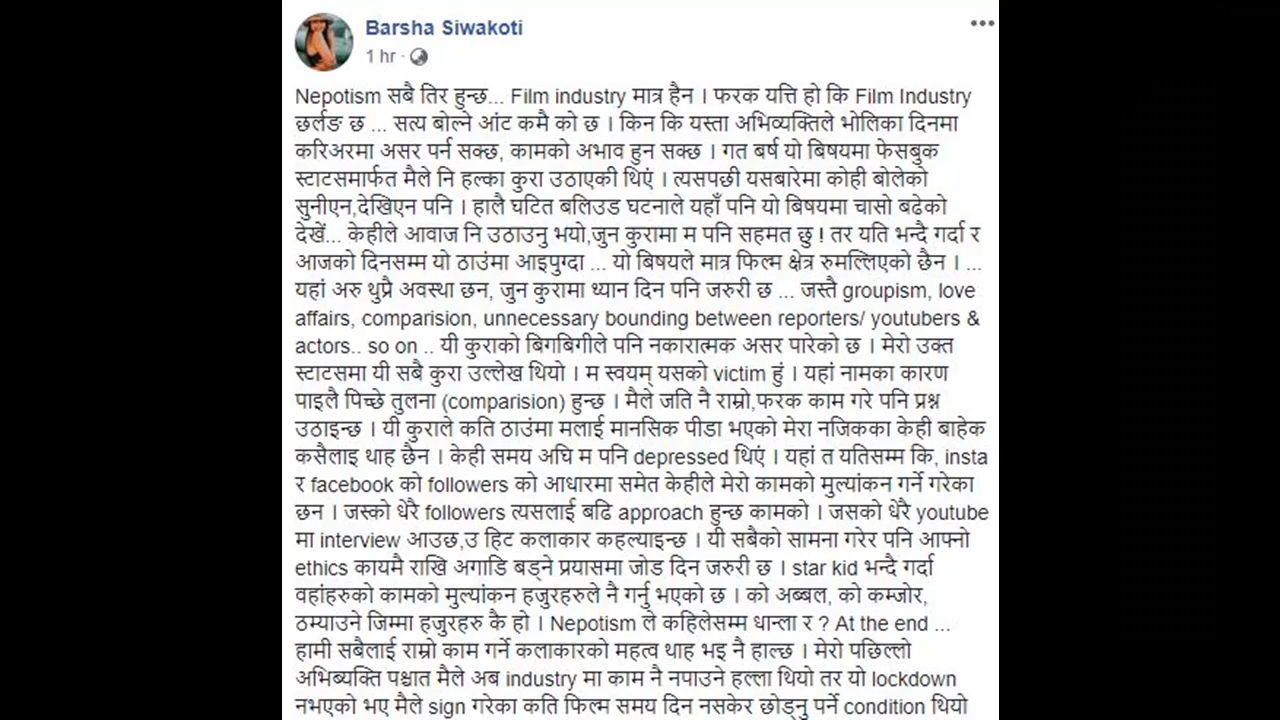 Barsha Siwakoti
1 hr ·
Nepotism सबै तिर हुन्छ... Film industry मात्र हैन । फरक यत्ति हो कि Film Industry
छर्लङ छ ... सत्य बोल्ने आंट कमै को छ । किन कि यस्ता अभिव्यक्तिले भोलिका दिनमा
करिअरमा असर पर्न सक्छ, कामको अभाव हुन सक्छ । गत बर्ष यो बिषयमा फेसबुक
स्टाटसमार्फत मैले नि हल्का कुरा उठाएकी थिएं । त्यसपछी यसबारेमा कोही बोलेको
सुनीएन,देखिएन पनि । हालै घटित बलिउड घटनाले यहाँ पनि यो बिषयमा चासो बढेको
देखें... केहीले आवाज नि उठाउनु भयो,जुन कुरामा म पनि सहमत छु ! तर यति भन्दै गर्दा र
आजको दिनसम्म यो ठाउंमा आइपुग्दा ... यो बिषयले मात्र फिल्म क्षेत्र रुमल्लिएको छैन । ...
यहां अरु थुप्रै अवस्था छन, जुन कुरामा ध्यान दिन पनि जरुरी छ ... जस्तै groupism, love
affairs, comparision, unnecessary bounding between reporters/ youtubers &
actors.. so on .. यी कुराको बिगबिगीले पनि नकारात्मक असर पारेको छ । मेरो उक्त
स्टाटसमा यी सबै कुरा उल्लेख थियो । म स्वयम् यसको victim हुं । यहां नामका कारण
पाइलै पिच्छे तुलना (comparision) हुन्छ । मैले जति नै राम्रो,फरक काम गरे पनि प्रश्न
उठाइन्छ । यी कुराले कति ठाउंमा मलाई मानसिक पीडा भएको मेरा नजिकका केही बाहेक
कसैलाइ थाह छैन । केही समय अघि म पनि depressed थिएं । यहां त यतिसम्म कि, insta
र facebook को followers को आधारमा समेत केहीले मेरो कामको मुल्यांकन गर्ने गरेका
छन । जस्को धेरै followers त्यसलाई बढि approach हुन्छ कामको । जसको धेरै youtube
मा interview आउछ,उ हिट कलाकार कहल्याइन्छ । यी सबैको सामना गरेर पनि आफ्नो
ethics कायमै राखि अगाडि बड्ने प्रयासमा जोड दिन जरुरी छ । star kid भन्दै गर्दा
वहांहरुको कामको मुल्यांकन हजुरहरुले नै गर्नु भएको छ । को अब्बल, को कम्जोर,
ठम्याउने जिम्मा हजुरहरु कै हो । Nepotism ले कहिलेसम्म धान्ला र ? At the end ...
हामी सबैलाई राम्रो काम गर्ने कलाकारको महत्व थाह भइ नै हाल्छ । मेरो पछिल्लो
अभिब्यक्ति पश्चात मैले अब industry मा काम नै नपाउने हल्ला थियो तर यो lockdown
नभएको भए मैले sign गरेका कति फिल्म समय दिन नसकेर छोड्नु पर्ने condition थियो